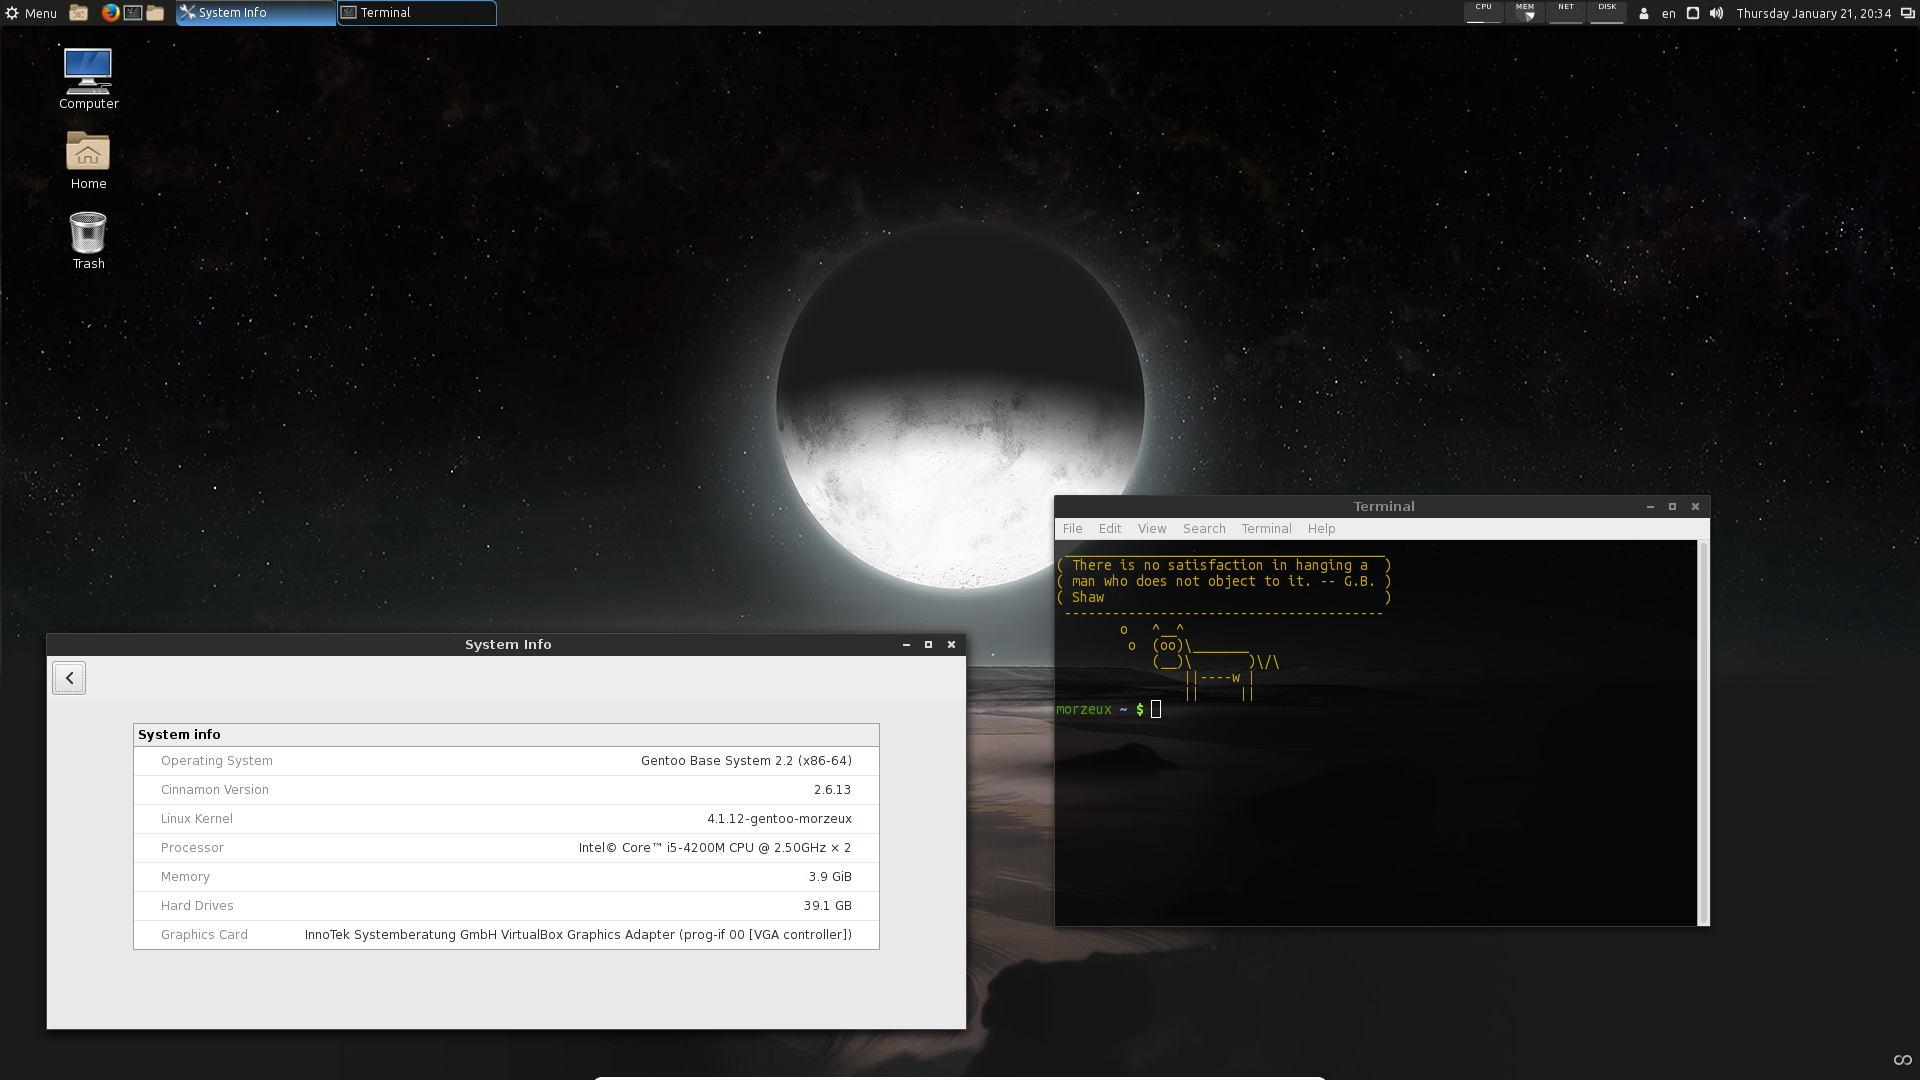 Menu
System Info
Terminal
CPU
MEM
NET
DISK
en
Thursday January 21, 20:34
Computer
Home
Trash
Terminal
File Edit View Search Terminal Help
 ________________________________________
( There is no satisfaction in hanging a  )
( man who does not object to it. -- G.B. )
( Shaw                                   )
 ----------------------------------------
        o   ^__^
         o  (oo)\_______
            (__)\       )\/\
                ||----w |
                ||     ||
morzeux ~ $
System Info
System info
Operating System Gentoo Base System 2.2 (x86-64)
Cinnamon Version 2.6.13
Linux Kernel 4.1.12-gentoo-morzeux
Processor Intel© Core™ i5-4200M CPU @ 2.50GHz × 2
Memory 3.9 GiB
Hard Drives 39.1 GB
Graphics Card InnoTek Systemberatung GmbH VirtualBox Graphics Adapter (prog-if 00 [VGA controller])